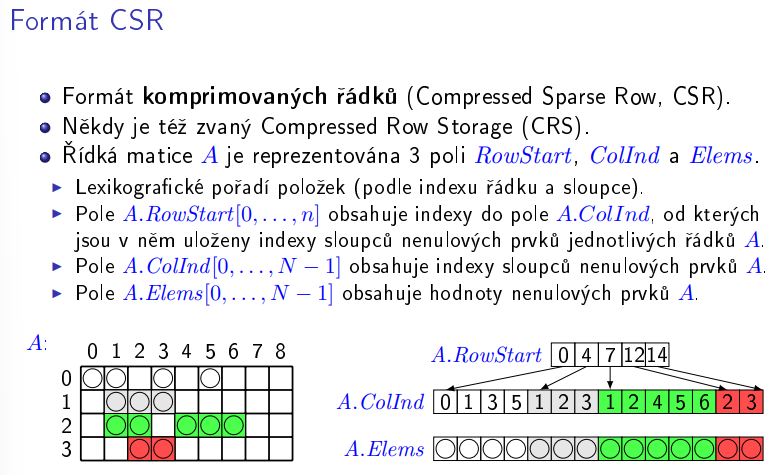 Formát CSR
Formát komprimovaných řádků (Compressed Sparse Row, CSR).
Někdy je též zvaný Compressed Row Storage (CRS).
Řídká matice A je reprezentována 3 poli RowStart, ColInd a Elems.
Lexikografické pořadí položek (podle indexu řádku a sloupce).
Pole A.RowStart[0, . . . , n] obsahuje indexy do pole A.ColInd, od kterých
jsou v něm uloženy indexy sloupců nenulových prvků jednotlivých řádků A.
Pole A.ColInd[0, . . . , N − 1] obsahuje indexy sloupců nenulových prvků A.
Pole A.Elems[0, . . . , N − 1] obsahuje hodnoty nenulových prvků A.
A:
0 1 2 3 4 5 6 7 8
0
1
2
3
A.RowStart 0 4 7 12 14
A.ColInd 0 1 3 5 1 2 3 1 2 4 5 6 2 3
A.Elems